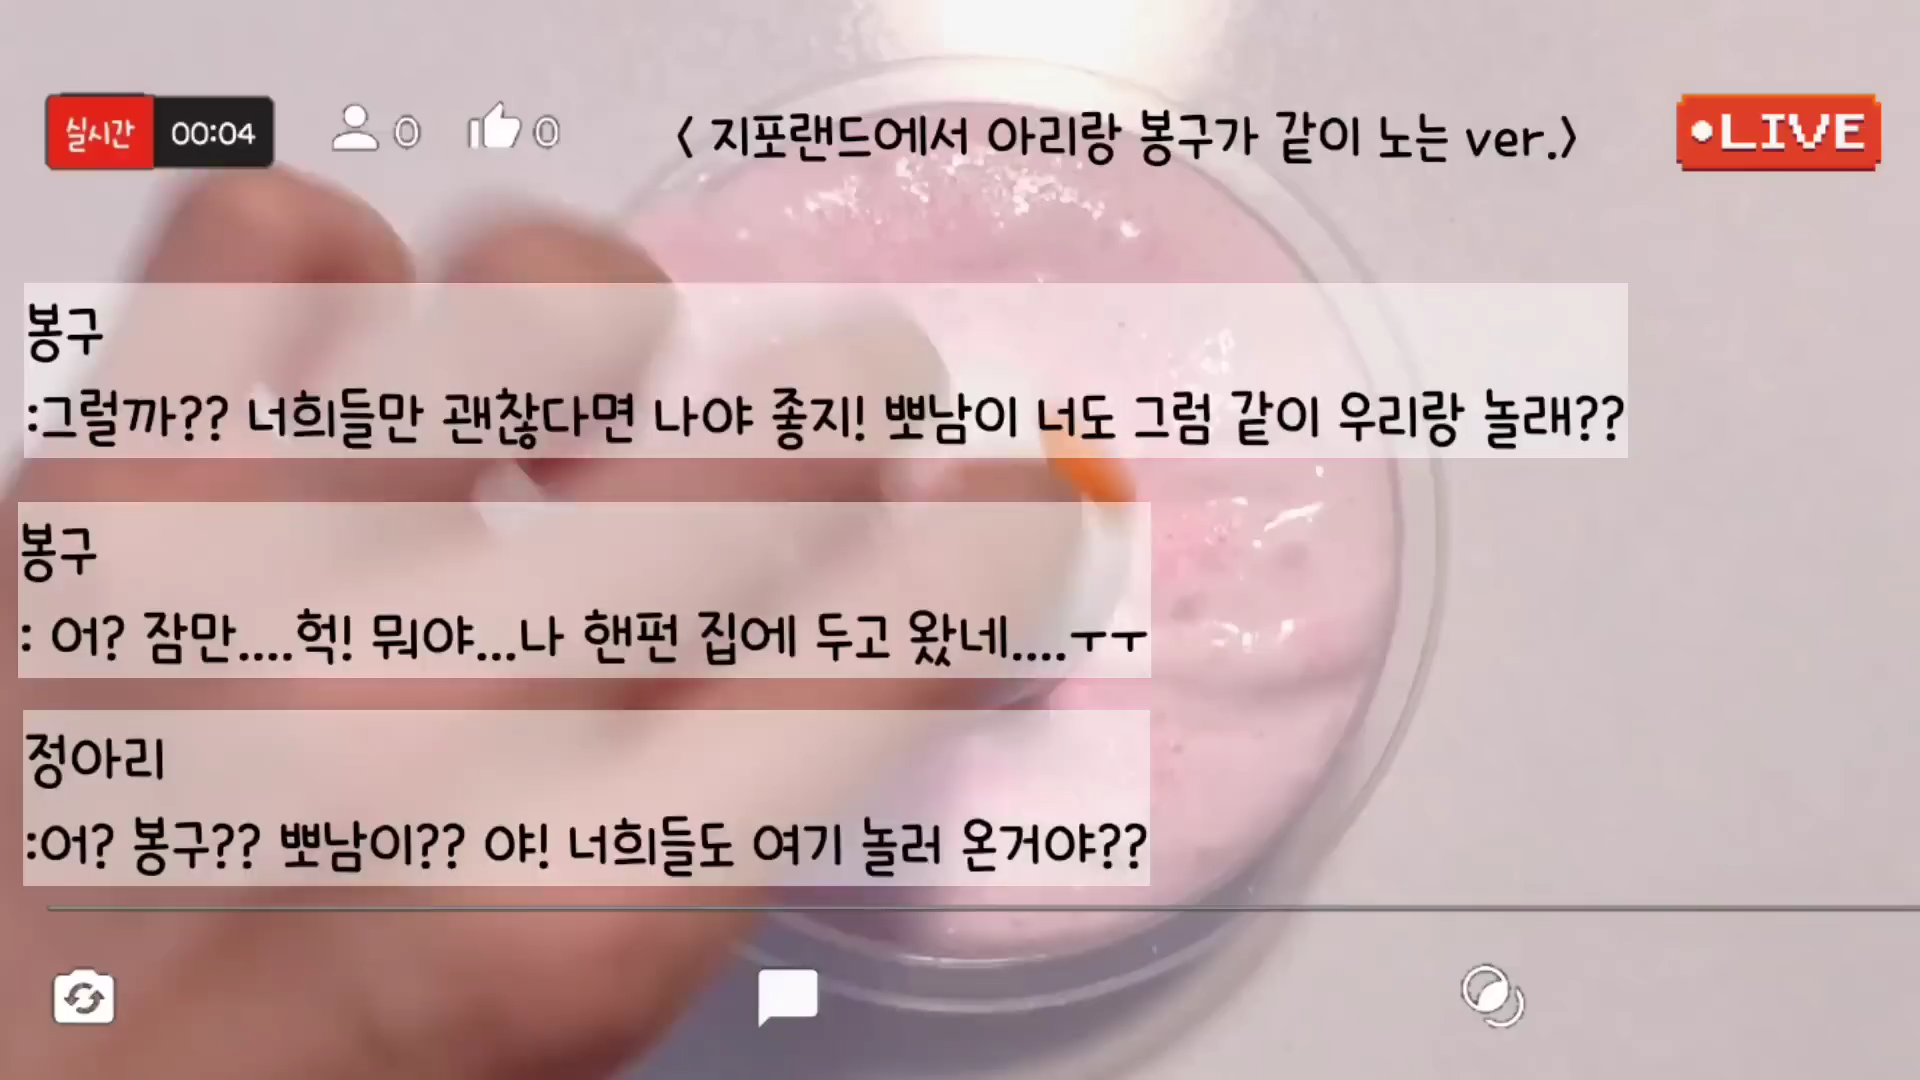 실시간 00:04 0 0 < 지포랜드에서 아리랑 봉구가 같이 노는 ver.> LIVE
봉구
:그럴까?? 너희들만 괜찮다면 나야 좋지! 뽀남이 너도 그럼 같이 우리랑 놀래??
봉구
: 어? 잠만....헉! 뭐야...나 핸펀 집에 두고 왔네....ㅜㅜ
정아리
:어? 봉구?? 뽀남이?? 야! 너희들도 여기 놀러 온거야??